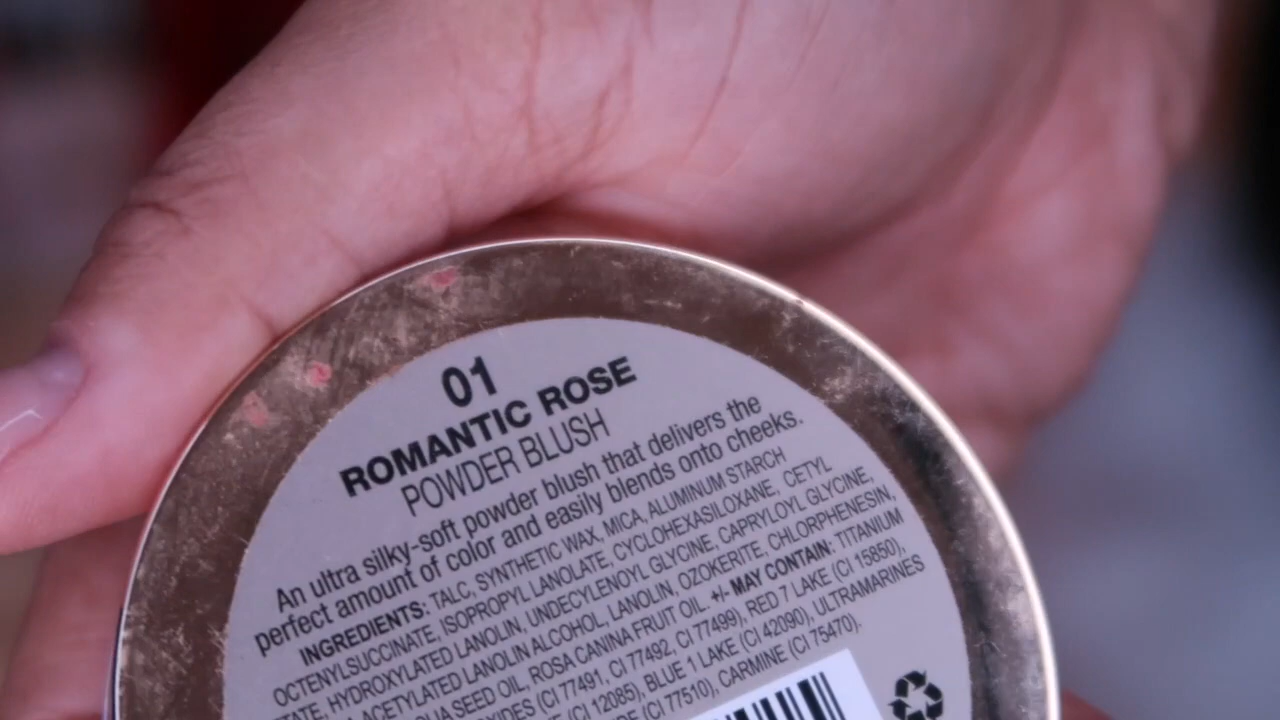 01
ROMANTIC ROSE
POWDER BLUSH
An ultra silky-soft powder blush that delivers the
perfect amount of color and easily blends onto cheeks.
INGREDIENTS: TALC, SYNTHETIC WAX, MICA, ALUMINUM STARCH
OCTENYLSUCCINATE, ISOPROPYL LANOLATE, CYCLOHEXASILOXANE, CETYL
TATE, HYDROXYLATED LANOLIN, UNDECYLENOYL GLYCINE, CAPRYLOYL GLYCINE,
ACETYLATED LANOLIN ALCOHOL, LANOLIN, OZOKERITE, CHLORPHENESIN,
SEED OIL, ROSA CANINA FRUIT OIL. +/- MAY CONTAIN: TITANIUM
OXIDES (CI 77491, CI 77492, CI 77499), RED 7 LAKE (CI 15850),
(CI 12085), BLUE 1 LAKE (CI 42090), ULTRAMARINES
(CI 77510), CARMINE (CI 75470).